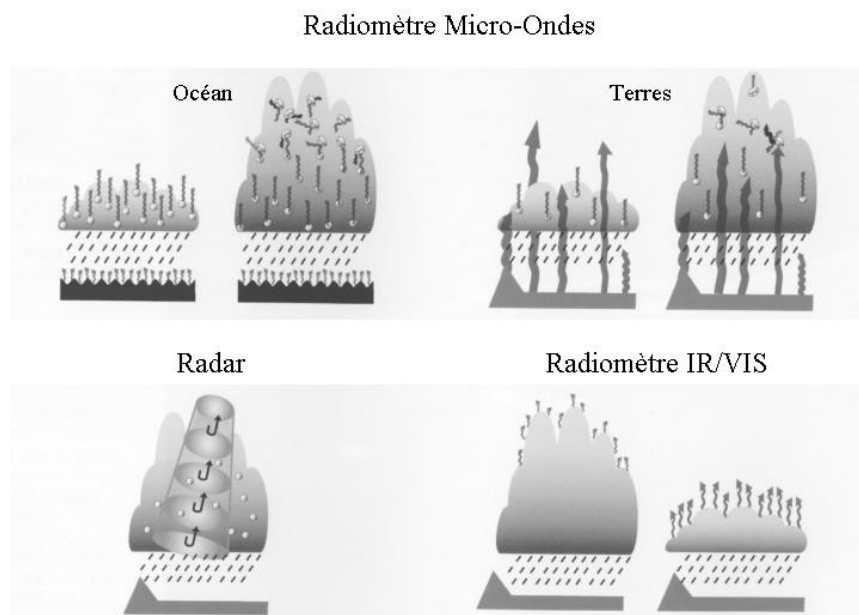 Radiomètre Micro-Ondes
Océan
Terres
Radar
Radiomètre IR/VIS